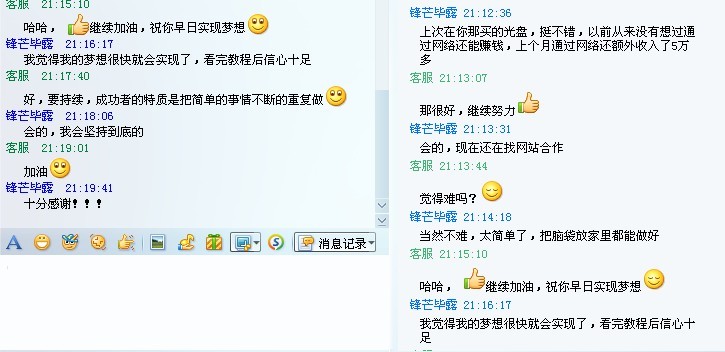 客服 21:15:10
哈哈，继续加油，祝你早日实现梦想
锋芒毕露 21:16:17
我觉得我的梦想很快就会实现了，看完教程后信心十足
客服 21:17:40
好，要持续，成功者的特质是把简单的事情不断的重复做
锋芒毕露 21:18:06
会的，我会坚持到底的
客服 21:19:01
加油
锋芒毕露 21:19:41
十分感谢！！！
A
消息记录
锋芒毕露 21:12:36
上次在你那买的光盘，挺不错，以前从来没有想过通
过网络还能赚钱，上个月通过网络还额外收入了5万
多
客服 21:13:07
那很好，继续努力
锋芒毕露 21:13:31
会的，现在还在找网站合作
客服 21:13:44
觉得难吗？
锋芒毕露 21:14:18
当然不难，太简单了，把脑袋放家里都能做好
客服 21:15:10
哈哈，继续加油，祝你早日实现梦想
锋芒毕露 21:16:17
我觉得我的梦想很快就会实现了，看完教程后信心十
足